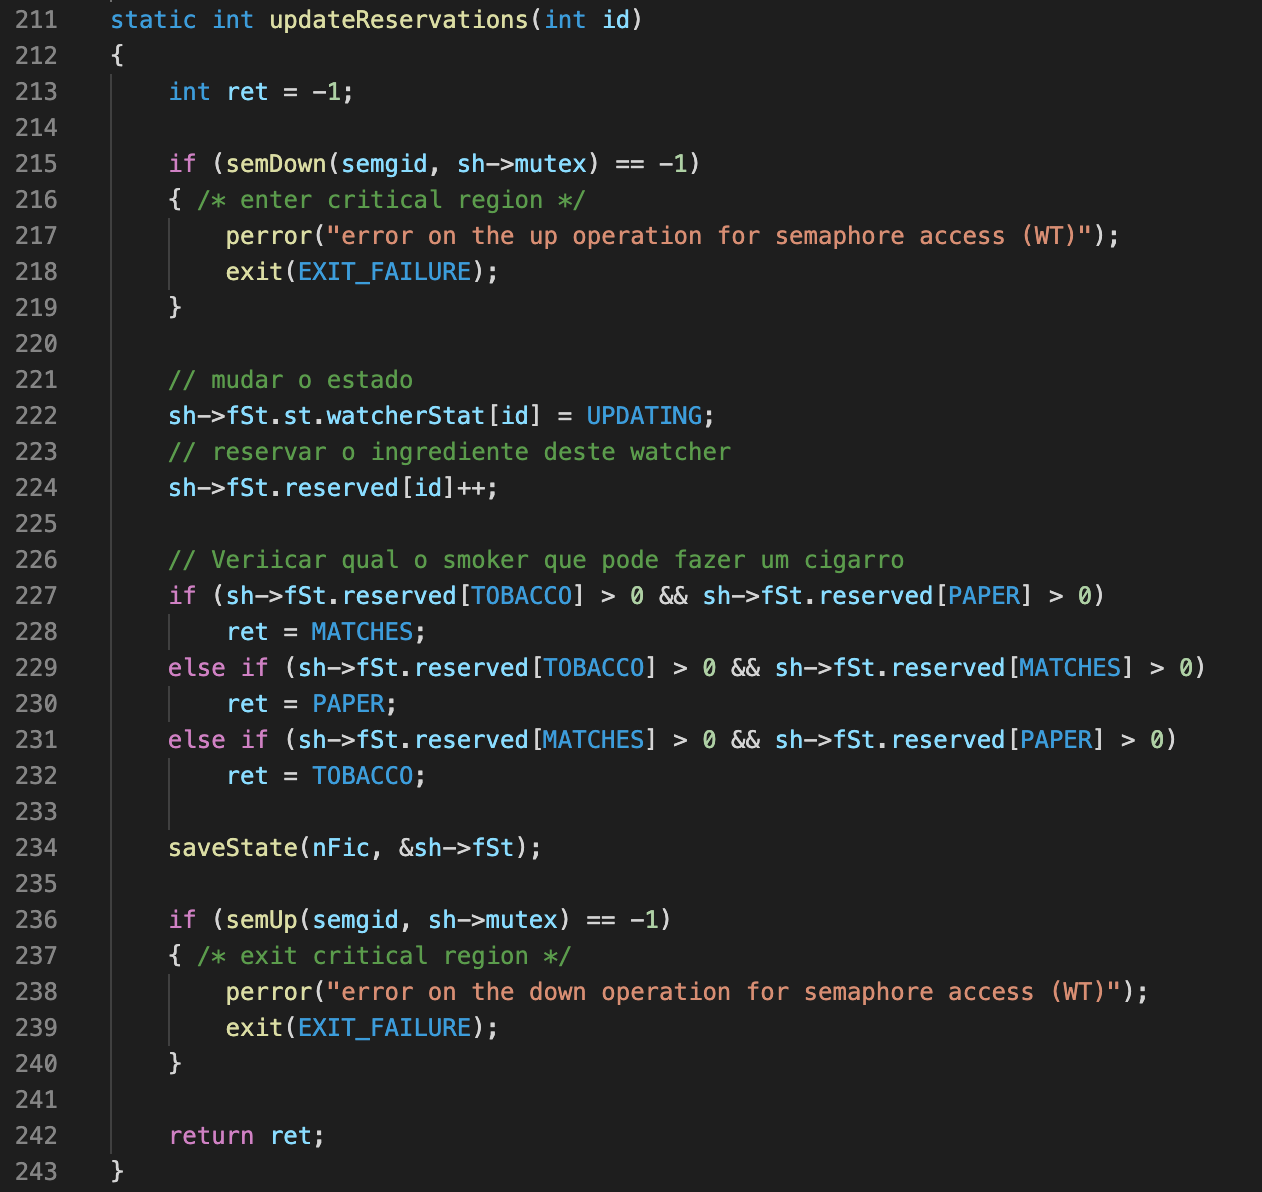 211 static int updateReservations(int id)
212 {
213 int ret = -1;
214
215 if (semDown(semgid, sh->mutex) == -1)
216 { /* enter critical region */
217 perror("error on the up operation for semaphore access (WT)");
218 exit(EXIT_FAILURE);
219 }
220
221 // mudar o estado
222 sh->fSt.st.watcherStat[id] = UPDATING;
223 // reservar o ingrediente deste watcher
224 sh->fSt.reserved[id]++;
225
226 // Veriicar qual o smoker que pode fazer um cigarro
227 if (sh->fSt.reserved[TOBACCO] > 0 && sh->fSt.reserved[PAPER] > 0)
228 ret = MATCHES;
229 else if (sh->fSt.reserved[TOBACCO] > 0 && sh->fSt.reserved[MATCHES] > 0)
230 ret = PAPER;
231 else if (sh->fSt.reserved[MATCHES] > 0 && sh->fSt.reserved[PAPER] > 0)
232 ret = TOBACCO;
233
234 saveState(nFic, &sh->fSt);
235
236 if (semUp(semgid, sh->mutex) == -1)
237 { /* exit critical region */
238 perror("error on the down operation for semaphore access (WT)");
239 exit(EXIT_FAILURE);
240 }
241
242 return ret;
243 }